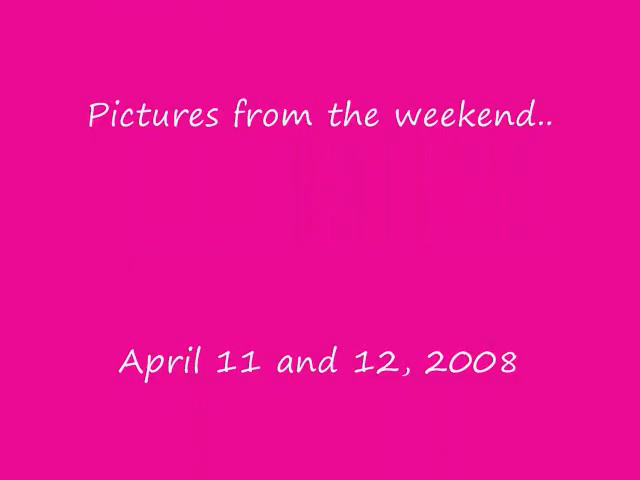 Pictures from the weekend..
April 11 and 12, 2008